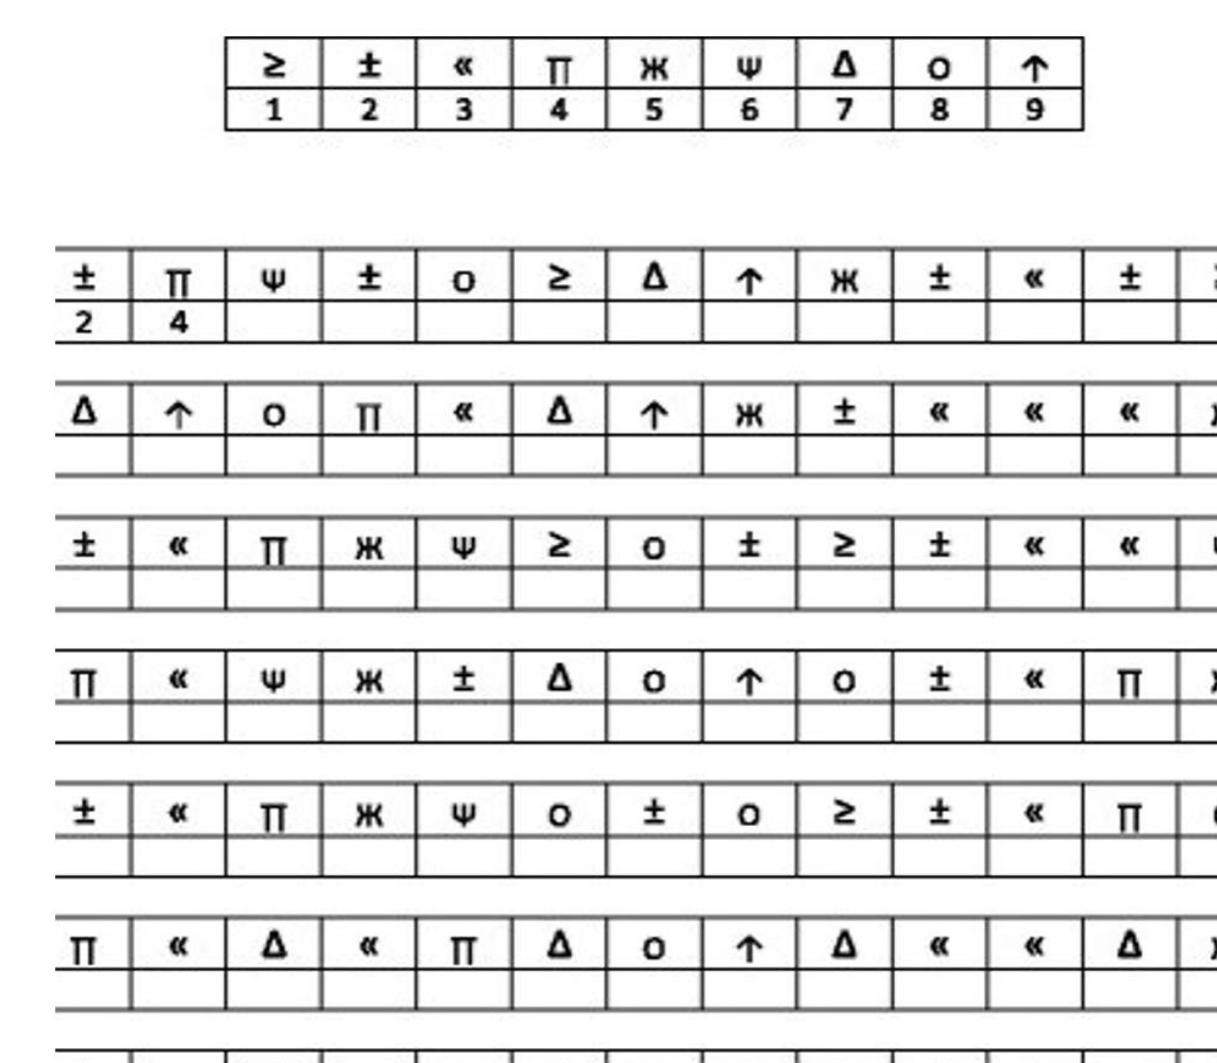 ≥ ± « П Ж Ψ Δ О ↑
1 2 3 4 5 6 7 8 9
± П Ψ ± О ≥ Δ ↑ Ж ± « ±
2 4
Δ ↑ О П « Δ ↑ Ж ± « « «
± « П Ж Ψ ≥ О ± ≥ ± « «
П « Ψ Ж ± Δ О ↑ О ± « П
± « П Ж Ψ О ± О ≥ ± « П
П « Δ « П Δ О ↑ Δ « « Δ